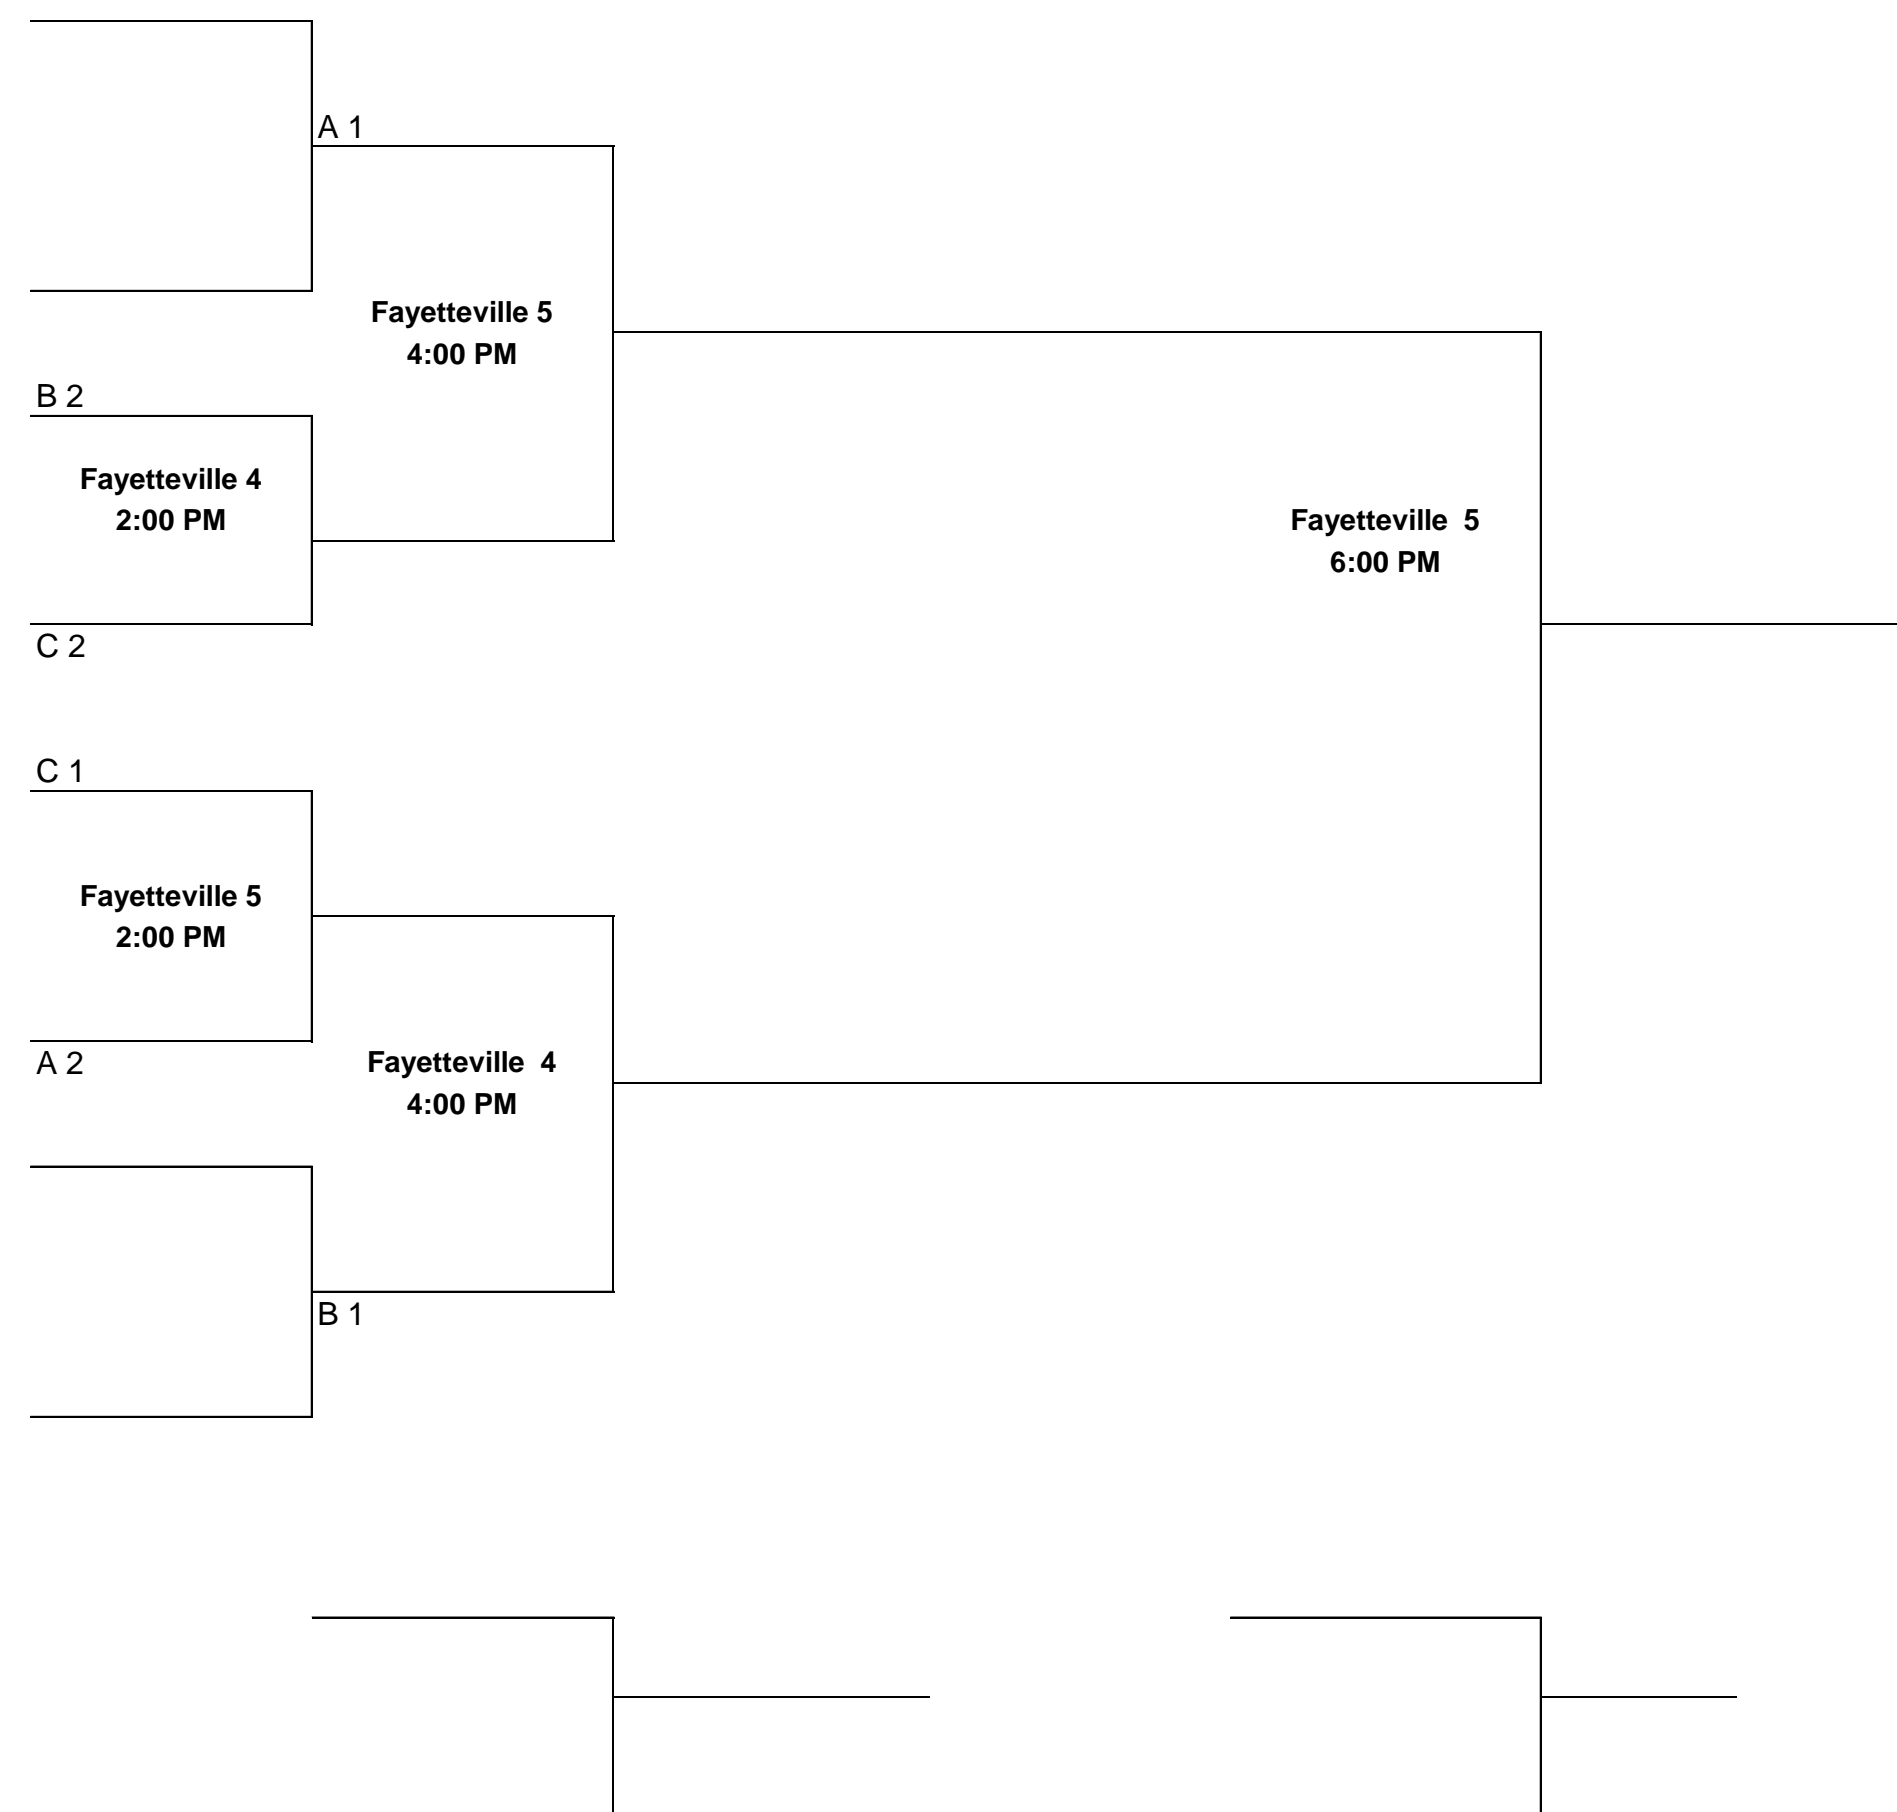 A 1
Fayetteville 5
4:00 PM
B 2
Fayetteville 4
2:00 PM
Fayetteville  5
6:00 PM
C 2
C 1
Fayetteville 5
2:00 PM
A 2
Fayetteville  4
4:00 PM
B 1